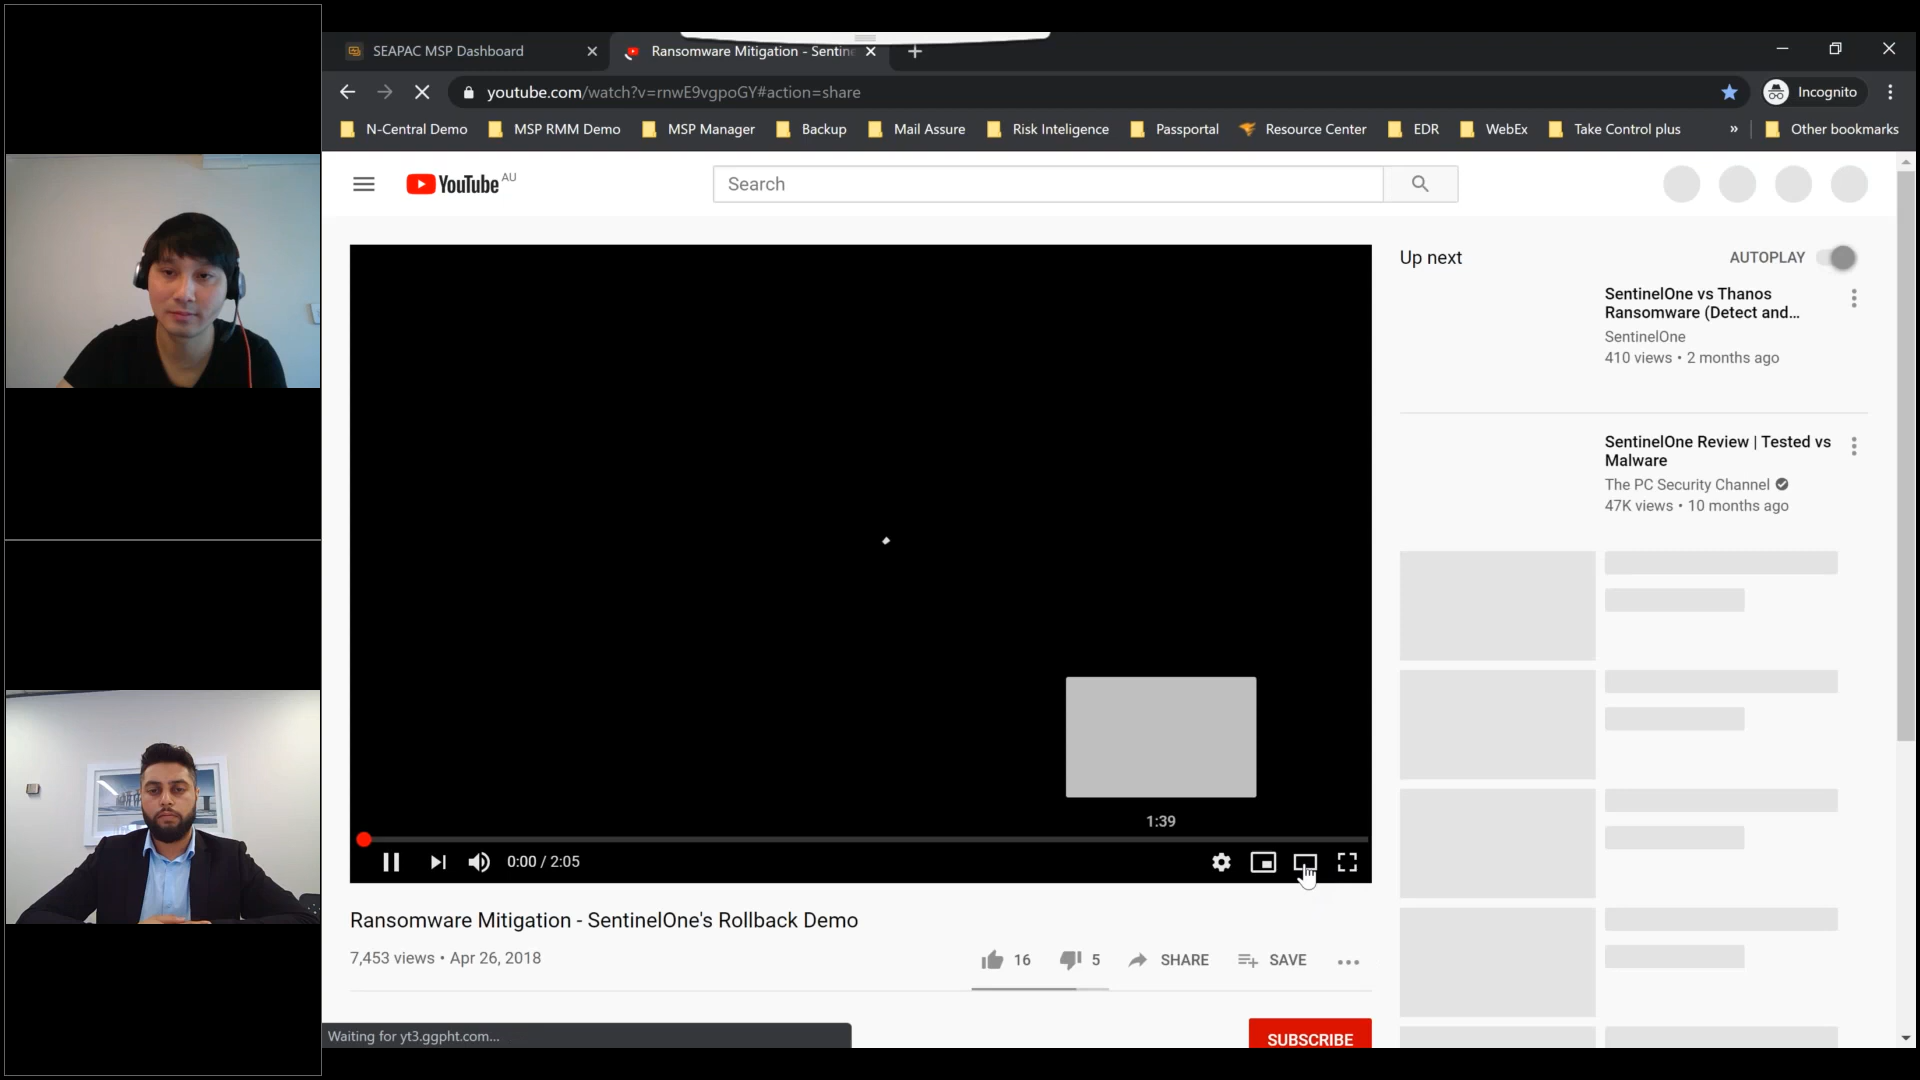 SEAPAC MSP Dashboard
Ransomware Mitigation - Sentine
youtube.com/watch?v=rnwE9vgpoGY#action=share
Incognito
N-Central Demo
MSP RMM Demo
MSP Manager
Backup
Mail Assure
Risk Inteligence
Passportal
Resource Center
EDR
WebEx
Take Control plus
»
Other bookmarks
YouTube AU
Search
Up next
AUTOPLAY
SentinelOne vs Thanos
Ransomware (Detect and...
SentinelOne
410 views • 2 months ago
SentinelOne Review | Tested vs
Malware
The PC Security Channel
47K views • 10 months ago
1:39
0:00 / 2:05
Ransomware Mitigation - SentinelOne's Rollback Demo
7,453 views • Apr 26, 2018
16
5
SHARE
SAVE
Waiting for yt3.ggpht.com...
SUBSCRIBE